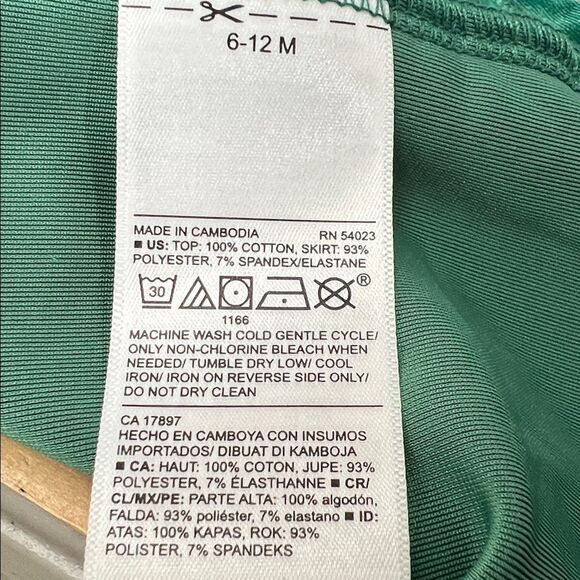 6-12 M
MADE IN CAMBODIA RN 54023
■ US: TOP: 100% COTTON, SKIRT: 93%
POLYESTER, 7% SPANDEX/ELASTANE
30 ®
1166
MACHINE WASH COLD GENTLE CYCLE/
ONLY NON-CHLORINE BLEACH WHEN
NEEDED/ TUMBLE DRY LOW/ COOL
IRON/ IRON ON REVERSE SIDE ONLY/
DO NOT DRY CLEAN
CA 17897
HECHO EN CAMBOYA CON INSUMOS
IMPORTADOS/ DIBUAT DI KAMBOJA
■ CA: HAUT: 100% COTON, JUPE: 93%
POLYESTER, 7% ÉLASTHANNE ■ CR/
CL/MX/PE: PARTE ALTA: 100% algodón,
FALDA: 93% poliéster, 7% elastano ■ ID:
ATAS: 100% KAPAS, ROK: 93%
POLISTER, 7% SPANDEKS